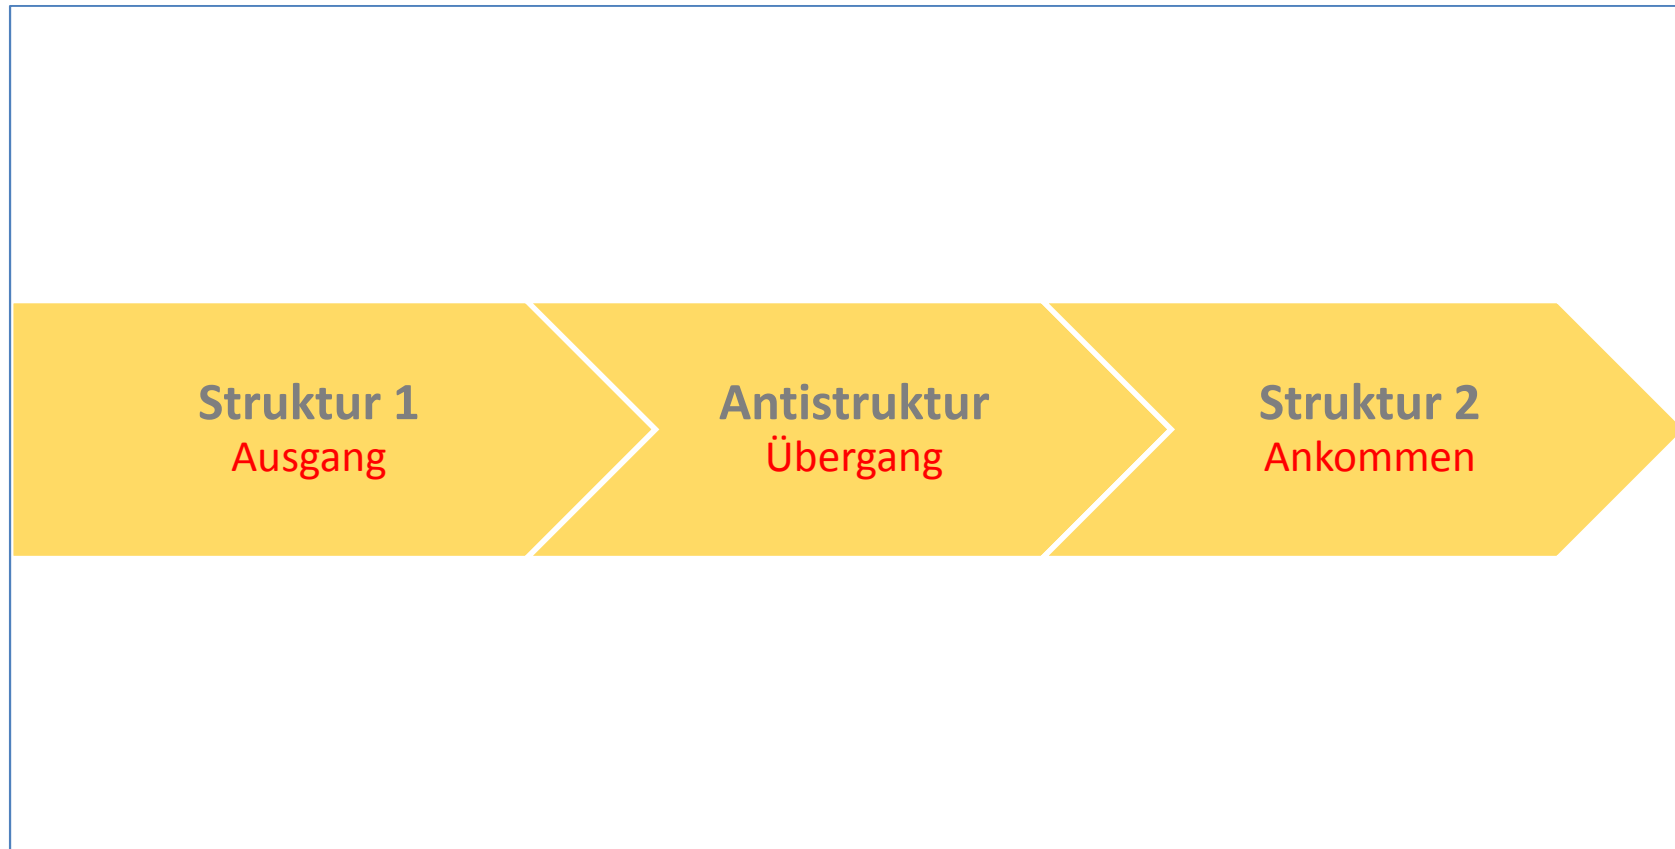 Struktur 1
Ausgang
Antistruktur
Übergang
Struktur 2
Ankommen